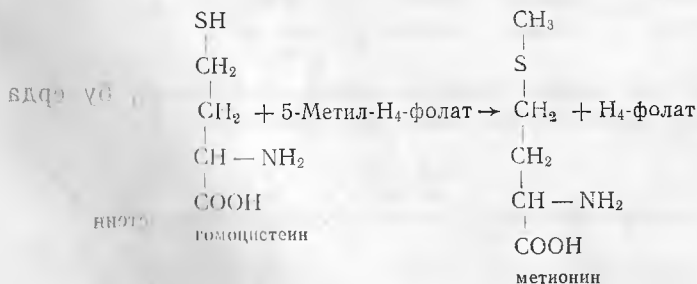 SH
CH₂
CH₂ + 5-Метил-H₄-фолат →
CH — NH₂
COOH
гомоцистеин
CH₃
S
CH₂ + H₄-фолат
CH₂
CH — NH₂
COOH
метионин